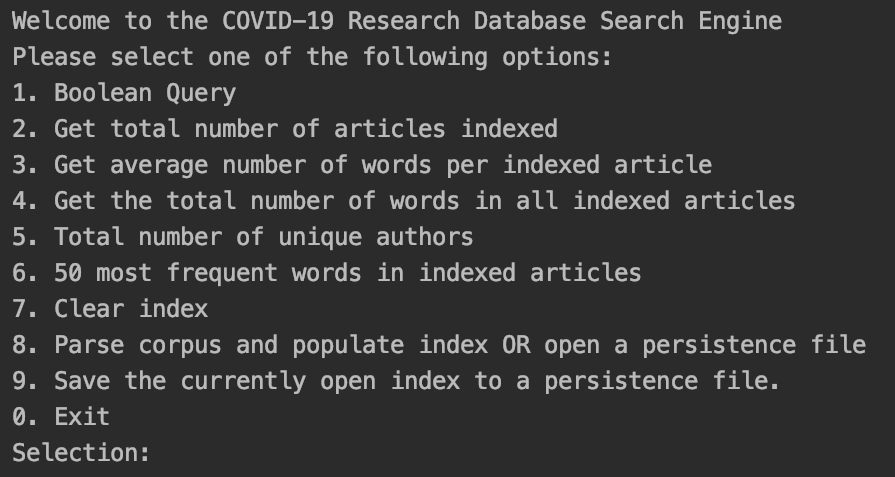 Welcome to the COVID-19 Research Database Search Engine
Please select one of the following options:
1. Boolean Query
2. Get total number of articles indexed
3. Get average number of words per indexed article
4. Get the total number of words in all indexed articles
5. Total number of unique authors
6. 50 most frequent words in indexed articles
7. Clear index
8. Parse corpus and populate index OR open a persistence file
9. Save the currently open index to a persistence file.
0. Exit
Selection: